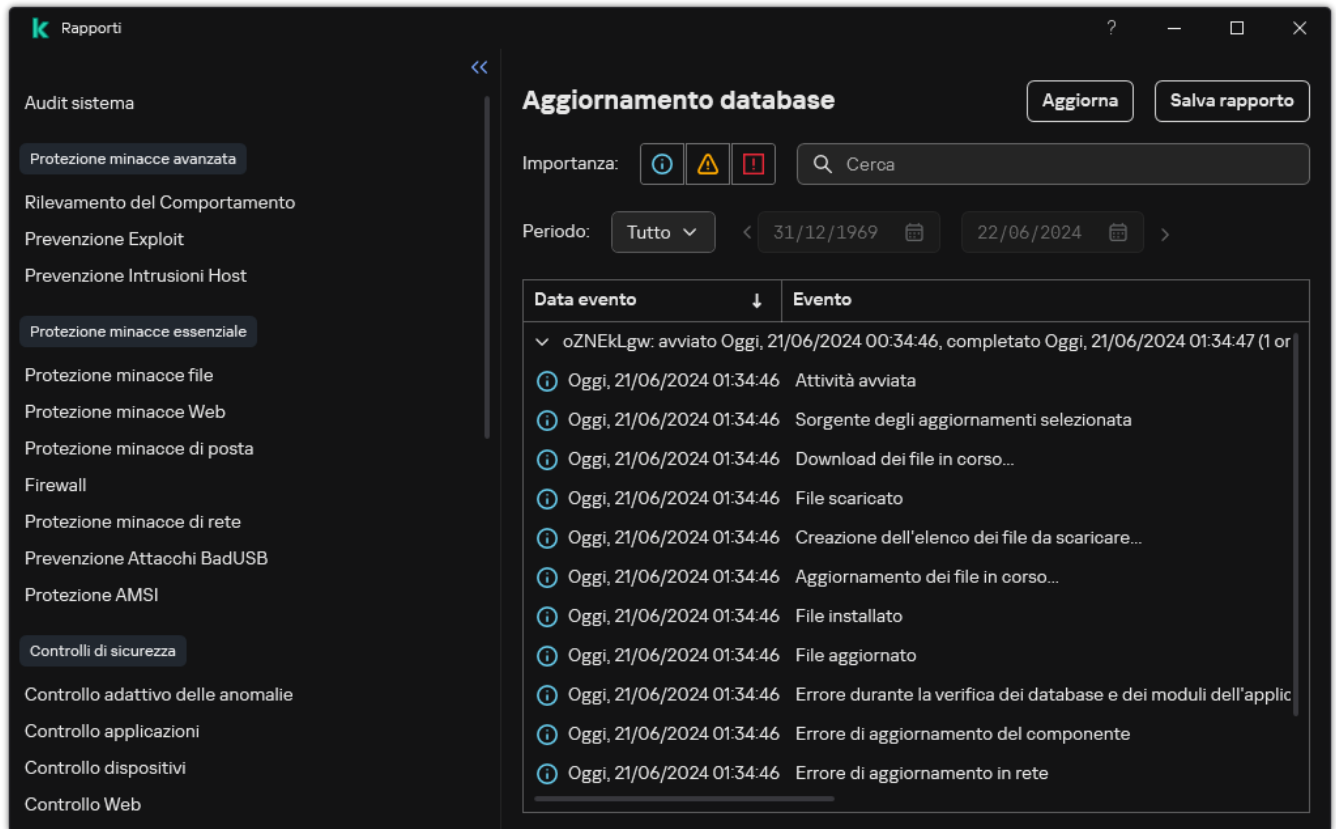 Rapporti
?
Audit sistema
Protezione minacce avanzata
Rilevamento del Comportamento
Prevenzione Exploit
Prevenzione Intrusioni Host
Protezione minacce essenziale
Protezione minacce file
Protezione minacce Web
Protezione minacce di posta
Firewall
Protezione minacce di rete
Prevenzione Attacchi BadUSB
Protezione AMSI
Controlli di sicurezza
Controllo adattivo delle anomalie
Controllo applicazioni
Controllo dispositivi
Controllo Web
Aggiornamento database
Aggiorna
Salva rapporto
Importanza:
Cerca
Periodo:
Tutto
31/12/1969
22/06/2024
Data evento Evento
oZNEkLgw: avviato Oggi, 21/06/2024 00:34:46, completato Oggi, 21/06/2024 01:34:47 (1 or
Oggi, 21/06/2024 01:34:46 Attività avviata
Oggi, 21/06/2024 01:34:46 Sorgente degli aggiornamenti selezionata
Oggi, 21/06/2024 01:34:46 Download dei file in corso...
Oggi, 21/06/2024 01:34:46 File scaricato
Oggi, 21/06/2024 01:34:46 Creazione dell'elenco dei file da scaricare...
Oggi, 21/06/2024 01:34:46 Aggiornamento dei file in corso...
Oggi, 21/06/2024 01:34:46 File installato
Oggi, 21/06/2024 01:34:46 File aggiornato
Oggi, 21/06/2024 01:34:46 Errore durante la verifica dei database e dei moduli dell'applic
Oggi, 21/06/2024 01:34:46 Errore di aggiornamento del componente
Oggi, 21/06/2024 01:34:46 Errore di aggiornamento in rete